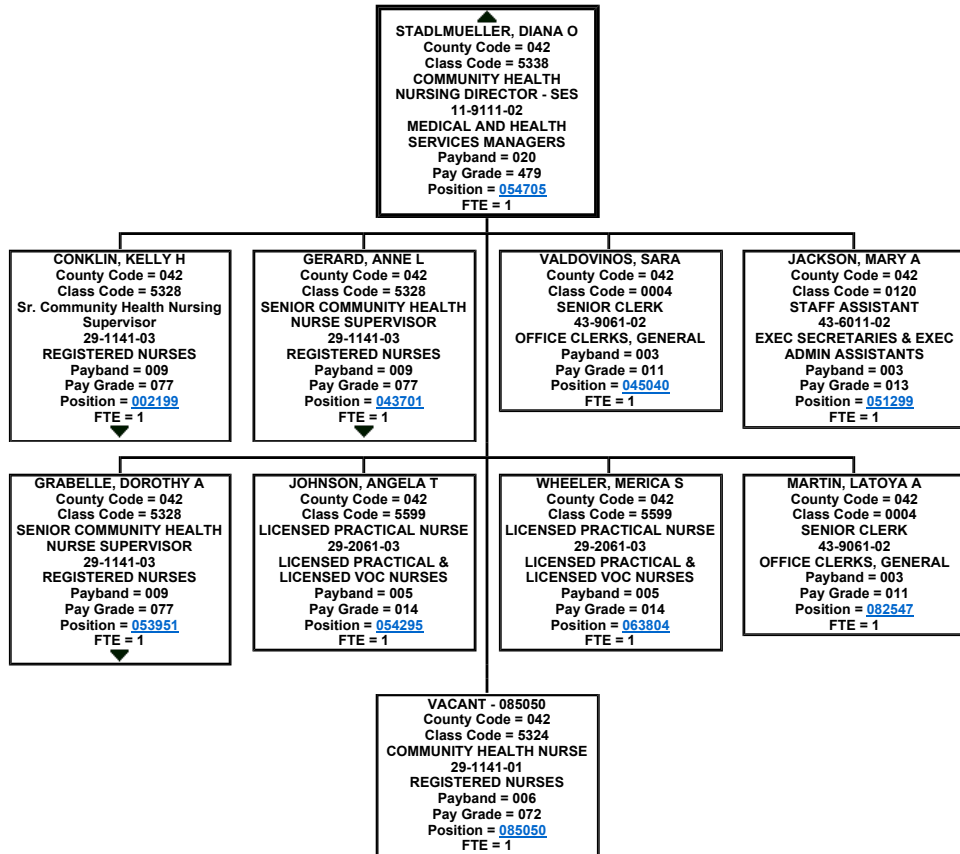 STADLMUELLER, DIANA O
County Code = 042
Class Code = 5338
COMMUNITY HEALTH
NURSING DIRECTOR - SES
11-9111-02
MEDICAL AND HEALTH
SERVICES MANAGERS
Payband = 020
Pay Grade = 479
Position = 054705
FTE = 1
CONKLIN, KELLY H
County Code = 042
Class Code = 5328
Sr. Community Health Nursing
Supervisor
29-1141-03
REGISTERED NURSES
Payband = 009
Pay Grade = 077
Position = 002199
FTE = 1
GERARD, ANNE L
County Code = 042
Class Code = 5328
SENIOR COMMUNITY HEALTH
NURSE SUPERVISOR
29-1141-03
REGISTERED NURSES
Payband = 009
Pay Grade = 077
Position = 043701
FTE = 1
VALDOVINOS, SARA
County Code = 042
Class Code = 0004
SENIOR CLERK
43-9061-02
OFFICE CLERKS, GENERAL
Payband = 003
Pay Grade = 011
Position = 045040
FTE = 1
JACKSON, MARY A
County Code = 042
Class Code = 0120
STAFF ASSISTANT
43-6011-02
EXEC SECRETARIES & EXEC
ADMIN ASSISTANTS
Payband = 003
Pay Grade = 013
Position = 051299
FTE = 1
GRABELLE, DOROTHY A
County Code = 042
Class Code = 5328
SENIOR COMMUNITY HEALTH
NURSE SUPERVISOR
29-1141-03
REGISTERED NURSES
Payband = 009
Pay Grade = 077
Position = 053951
FTE = 1
JOHNSON, ANGELA T
County Code = 042
Class Code = 5599
LICENSED PRACTICAL NURSE
29-2061-03
LICENSED PRACTICAL &
LICENSED VOC NURSES
Payband = 005
Pay Grade = 014
Position = 054295
FTE = 1
WHEELER, MERICA S
County Code = 042
Class Code = 5599
LICENSED PRACTICAL NURSE
29-2061-03
LICENSED PRACTICAL &
LICENSED VOC NURSES
Payband = 005
Pay Grade = 014
Position = 063804
FTE = 1
MARTIN, LATOYA A
County Code = 042
Class Code = 0004
SENIOR CLERK
43-9061-02
OFFICE CLERKS, GENERAL
Payband = 003
Pay Grade = 011
Position = 082547
FTE = 1
VACANT - 085050
County Code = 042
Class Code = 5324
COMMUNITY HEALTH NURSE
29-1141-01
REGISTERED NURSES
Payband = 006
Pay Grade = 072
Position = 085050
FTE = 1